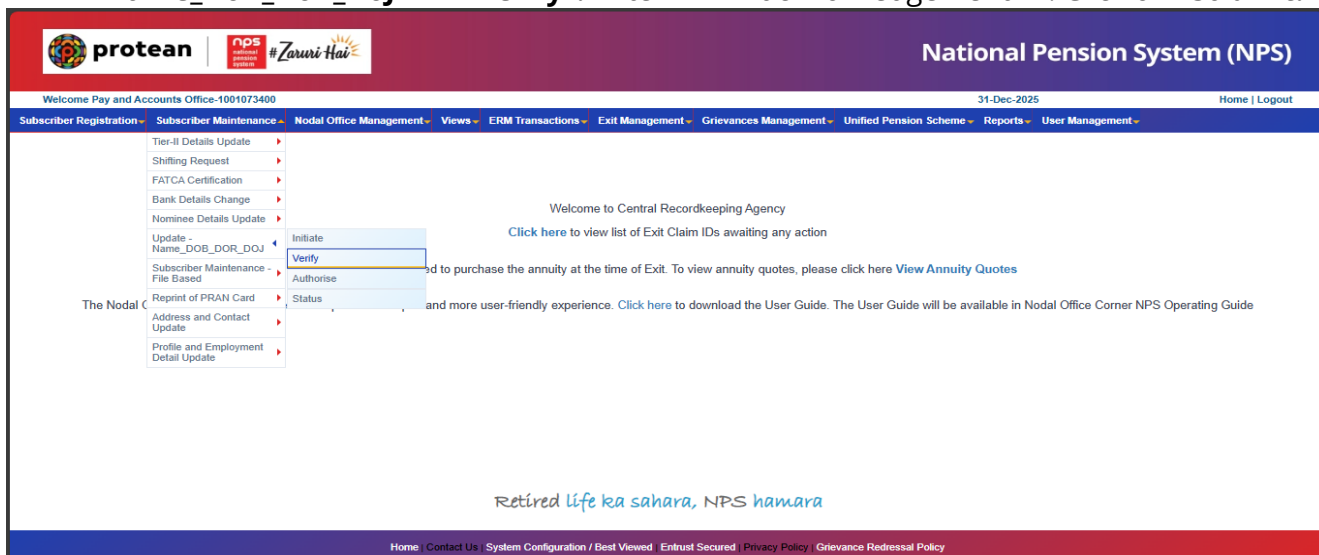 protean
nps
national
pension
system
#Zaruri Hai
National Pension System (NPS)
Welcome Pay and Accounts Office-1001073400
31-Dec-2025
Home | Logout
Subscriber Registration Subscriber Maintenance Nodal Office Management Views ERM Transactions Exit Management Grievances Management Unified Pension Scheme Reports User Management
Tier-II Details Update
Shifting Request
FATCA Certification
Bank Details Change
Nominee Details Update
Update -
Name_DOB_DOR_DOJ
Subscriber Maintenance -
File Based
Reprint of PRAN Card
Address and Contact
Update
Profile and Employment
Detail Update
Initiate
Verify
Authorise
Status
Welcome to Central Recordkeeping Agency
Click here to view list of Exit Claim IDs awaiting any action
ed to purchase the annuity at the time of Exit. To view annuity quotes, please click here View Annuity Quotes
The Nodal and more user-friendly experience. Click here to download the User Guide. The User Guide will be available in Nodal Office Corner NPS Operating Guide
Retired life ka sahara, NPS hamara
Home | Contact Us | System Configuration / Best Viewed | Entrust Secured | Privacy Policy | Grievance Redressal Policy